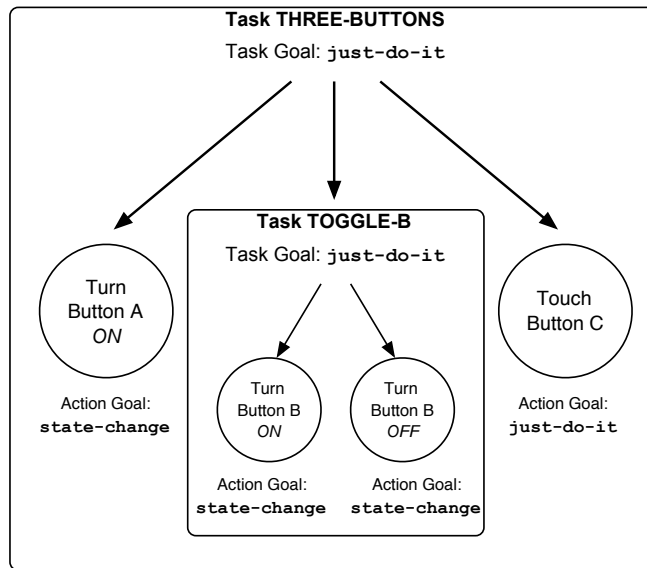 Task THREE-BUTTONS
Task Goal: just-do-it
Turn
Button A
ON
Action Goal:
state-change
Task TOGGLE-B
Task Goal: just-do-it
Turn
Button B
ON
Action Goal:
state-change
Turn
Button B
OFF
Action Goal:
state-change
Touch
Button C
Action Goal:
just-do-it